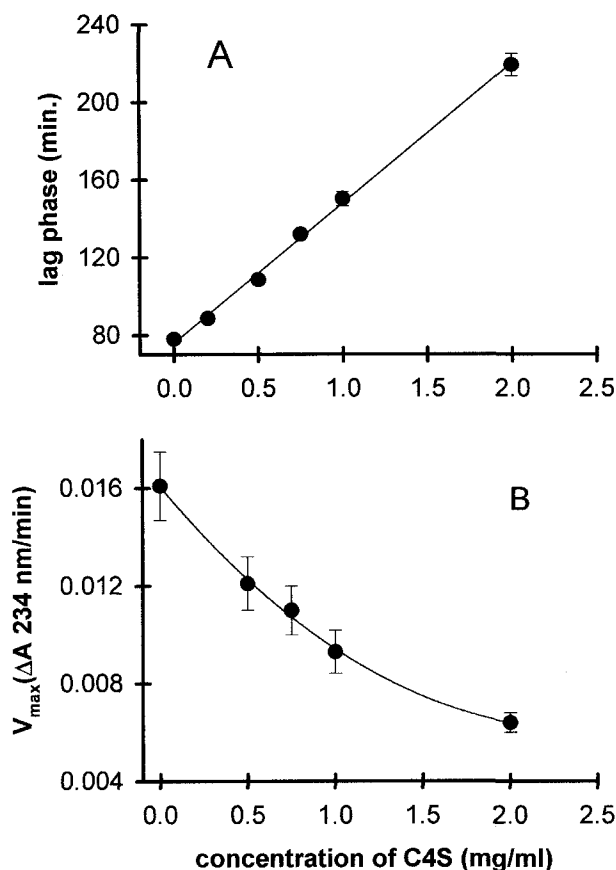 A
240
200
160
120
80
lag phase (min.)
0.0 0.5 1.0 1.5 2.0 2.5
B
0.016
0.012
0.008
0.004
Vmax(ΔA 234 nm/min)
0.0 0.5 1.0 1.5 2.0 2.5
concentration of C4S (mg/ml)